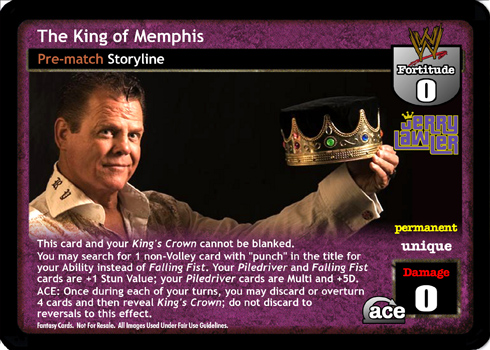 The King of Memphis
Pre-match Storyline
W
Fortitude
0
JERRY
LAWLER
permanent
unique
This card and your King's Crown cannot be blanked.
You may search for 1 non-Volley card with "punch" in the title for
your Ability instead of Falling Fist. Your Piledriver and Falling Fist
cards are +1 Stun Value; your Piledriver cards are Multi and +5D.
ACE: Once during each of your turns, you may discard or overturn
4 cards and then reveal King's Crown; do not discard to
reversals to this effect.
Damage
0
ace
Fantasy Cards. Not For Resale. All Images Used Under Fair Use Guidelines.